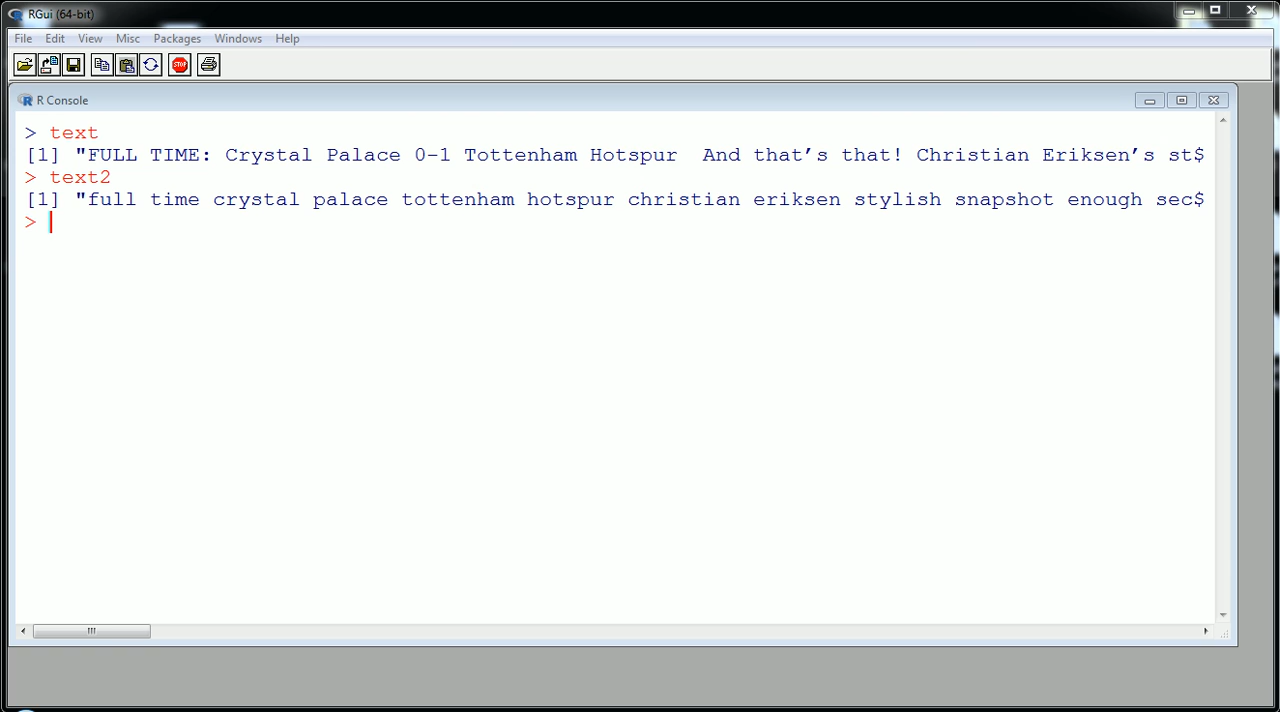 RGui (64-bit)
File Edit View Misc Packages Windows Help
STOP
R Console
> text
[1] "FULL TIME: Crystal Palace 0-1 Tottenham Hotspur  And that’s that! Christian Eriksen’s st$
> text2
[1] "full time crystal palace tottenham hotspur christian eriksen stylish snapshot enough sec$
>